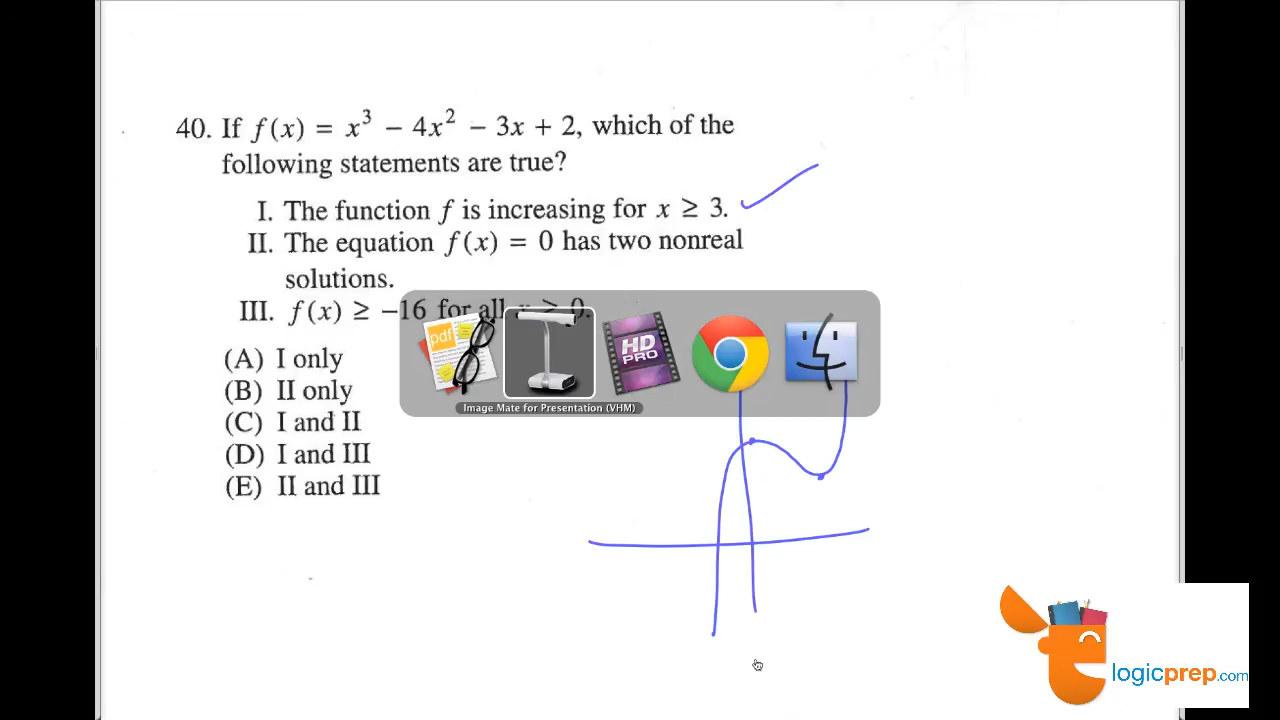 40. If f(x) = x³ − 4x² − 3x + 2, which of the
following statements are true?
I. The function f is increasing for x ≥ 3.
II. The equation f(x) = 0 has two nonreal
solutions.
III. f(x) ≥ −16 for all x ≥ 0.
(A) I only
(B) II only
(C) I and II
(D) I and III
(E) II and III
pdf
HD
PRO
Image Mate for Presentation (VHM)
logicprep.com